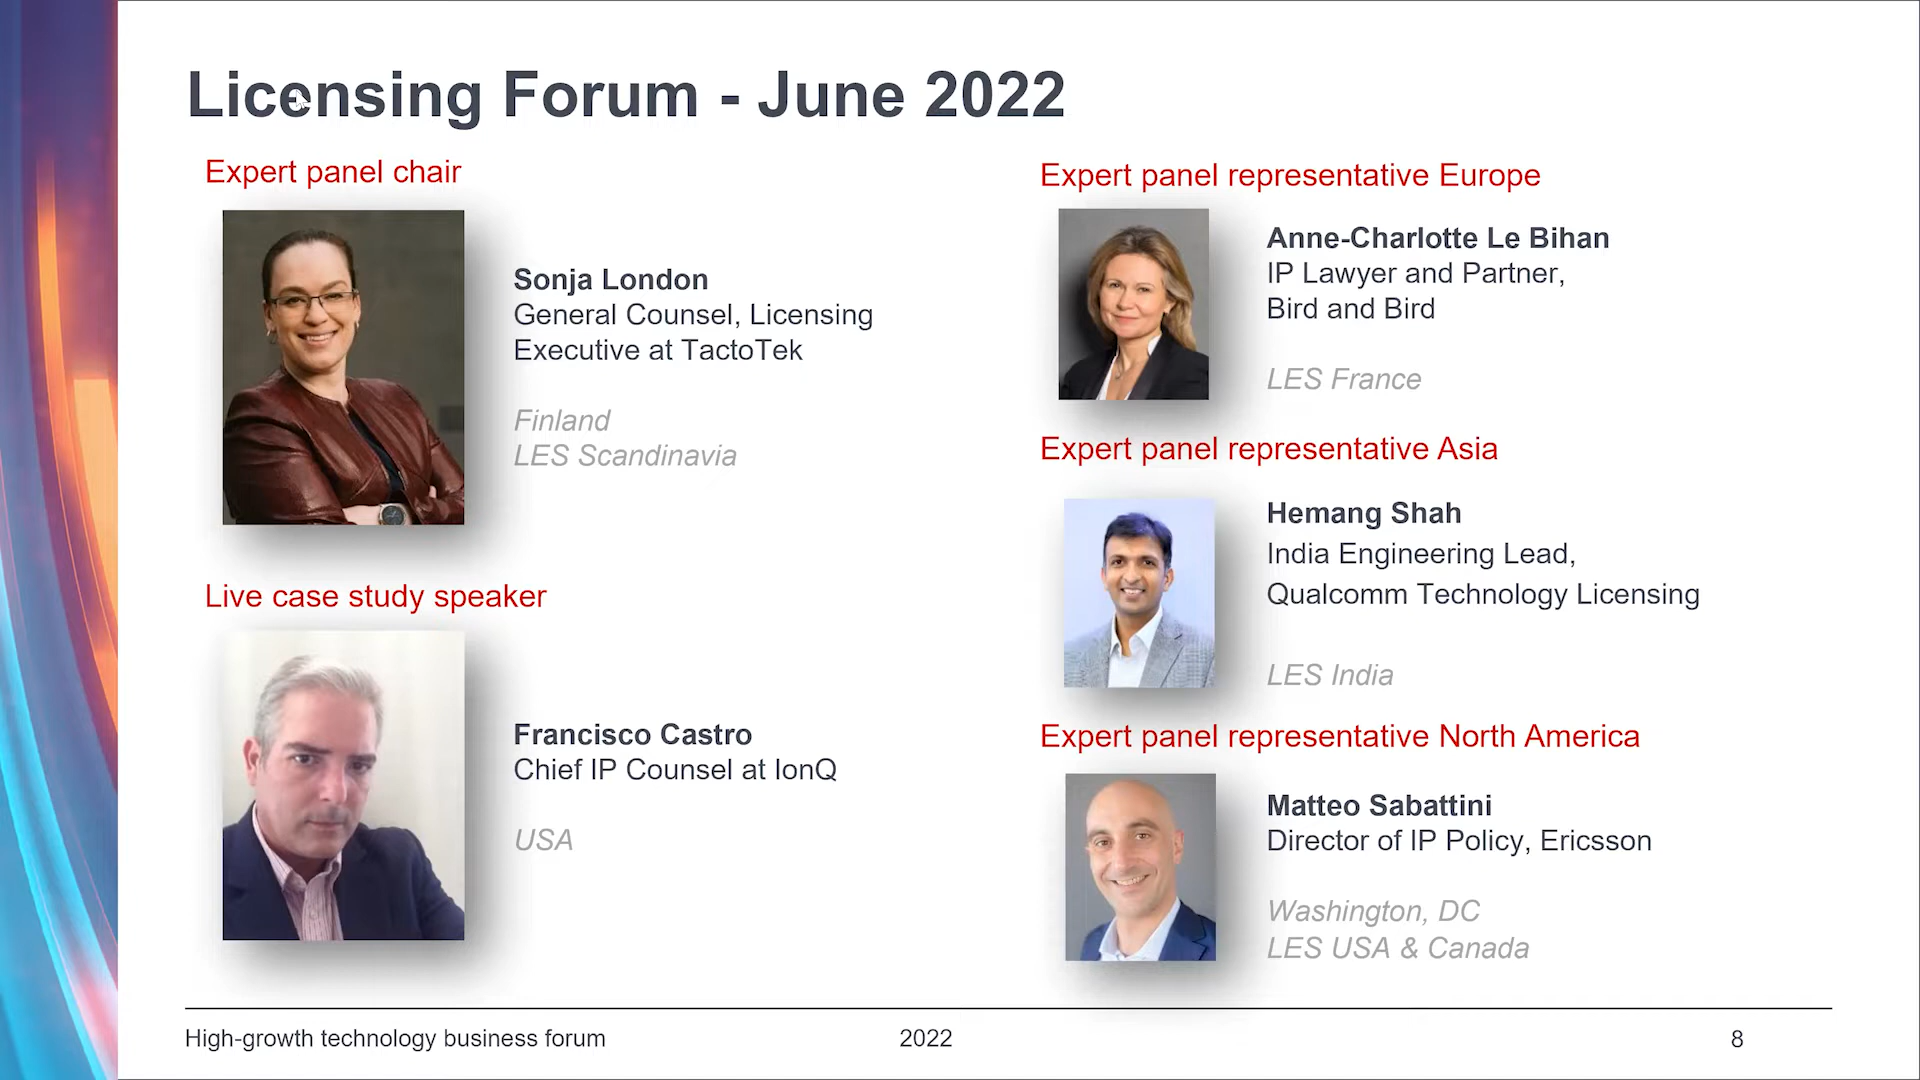 Licensing Forum - June 2022
Expert panel chair
Sonja London
General Counsel, Licensing
Executive at TactoTek
Finland
LES Scandinavia
Live case study speaker
Francisco Castro
Chief IP Counsel at IonQ
USA
Expert panel representative Europe
Anne-Charlotte Le Bihan
IP Lawyer and Partner,
Bird and Bird
LES France
Expert panel representative Asia
Hemang Shah
India Engineering Lead,
Qualcomm Technology Licensing
LES India
Expert panel representative North America
Matteo Sabattini
Director of IP Policy, Ericsson
Washington, DC
LES USA & Canada
High-growth technology business forum
2022
8